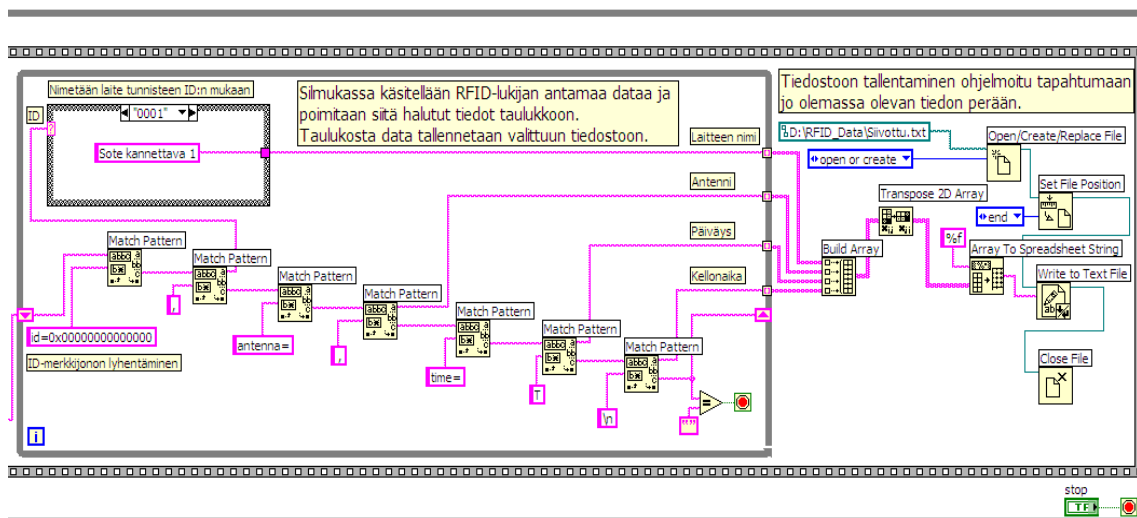 Nimetään laite tunnisteen ID:n mukaan
ID
"0001"
Sote kannettava 1
Silmukassa käsitellään RFID-lukijan antamaa dataa ja
poimitaan siitä halutut tiedot taulukkoon.
Taulukosta data tallennetaan valittuun tiedostoon.
Tiedostoon tallentaminen ohjelmoitu tapahtumaan
jo olemassa olevan tiedon perään.
Laitteen nimi
D:\RFID_Data\Siivottu.txt
Open/Create/Replace File
open or create
Antenni
Transpose 2D Array
Set File Position
end
Päiväys
Build Array
%f
Array To Spreadsheet String
Match Pattern
Match Pattern
Match Pattern
Match Pattern
Match Pattern
Match Pattern
Match Pattern
Kellonaika
Write to Text File
id=0x00000000000000
,
antenna=
,
time=
T
\n
""
=
ID-merkkijonon lyhentäminen
Close File
i
stop
TF